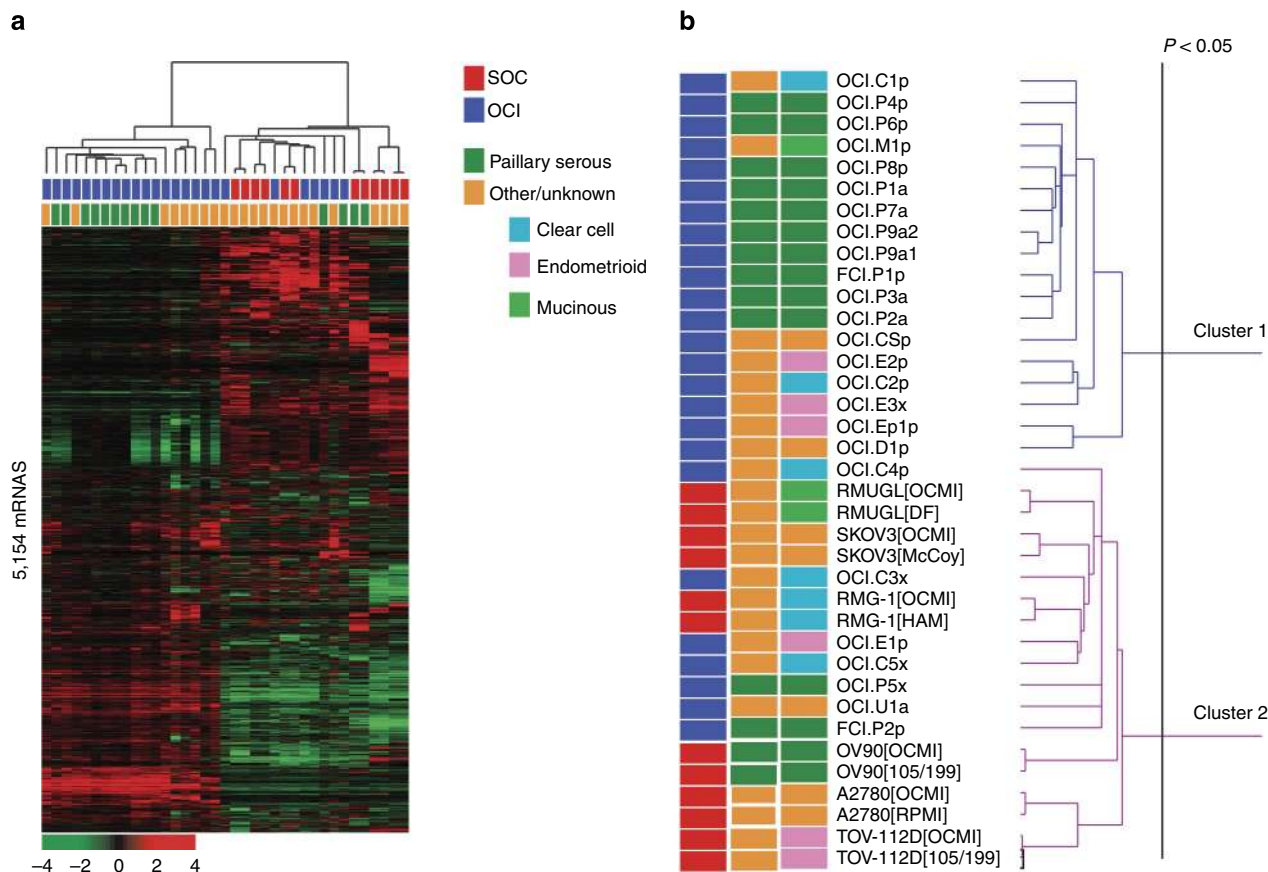 a
SOC
OCI
Paillary serous
Other/unknown
Clear cell
Endometrioid
Mucinous
5,154 mRNAS
–4 –2 0 2 4
b
P < 0.05
OCI.C1p
OCI.P4p
OCI.P6p
OCI.M1p
OCI.P8p
OCI.P1a
OCI.P7a
OCI.P9a2
OCI.P9a1
FCI.P1p
OCI.P3a
OCI.P2a
OCI.CSp
OCI.E2p
OCI.C2p
OCI.E3x
OCI.Ep1p
OCI.D1p
OCI.C4p
RMUGL[OCMI]
RMUGL[DF]
SKOV3[OCMI]
SKOV3[McCoy]
OCI.C3x
RMG-1[OCMI]
RMG-1[HAM]
OCI.E1p
OCI.C5x
OCI.P5x
OCI.U1a
FCI.P2p
OV90[OCMI]
OV90[105/199]
A2780[OCMI]
A2780[RPMI]
TOV-112D[OCMI]
TOV-112D[105/199]
Cluster 1
Cluster 2